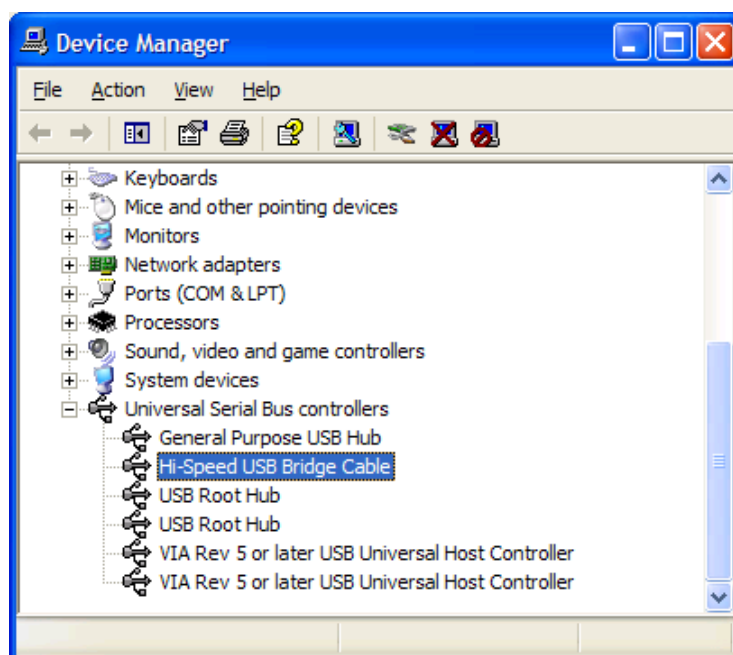 Device Manager
File Action View Help
Keyboards
Mice and other pointing devices
Monitors
Network adapters
Ports (COM & LPT)
Processors
Sound, video and game controllers
System devices
Universal Serial Bus controllers
General Purpose USB Hub
Hi-Speed USB Bridge Cable
USB Root Hub
USB Root Hub
VIA Rev 5 or later USB Universal Host Controller
VIA Rev 5 or later USB Universal Host Controller